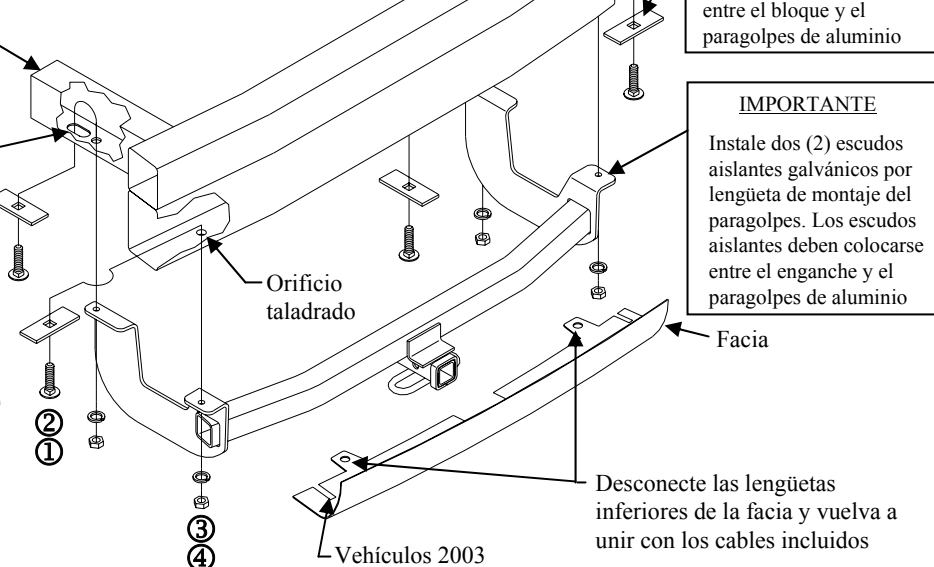 entre el bloque y el
paragolpes de aluminio
IMPORTANTE
Instale dos (2) escudos
aislantes galvánicos por
lengüeta de montaje del
paragolpes. Los escudos
aislantes deben colocarse
entre el enganche y el
paragolpes de aluminio
Orificio
taladrado
Facia
②
①
③
④
Desconecte las lengüetas
inferiores de la facia y vuelva a
unir con los cables incluidos
Vehículos 2003